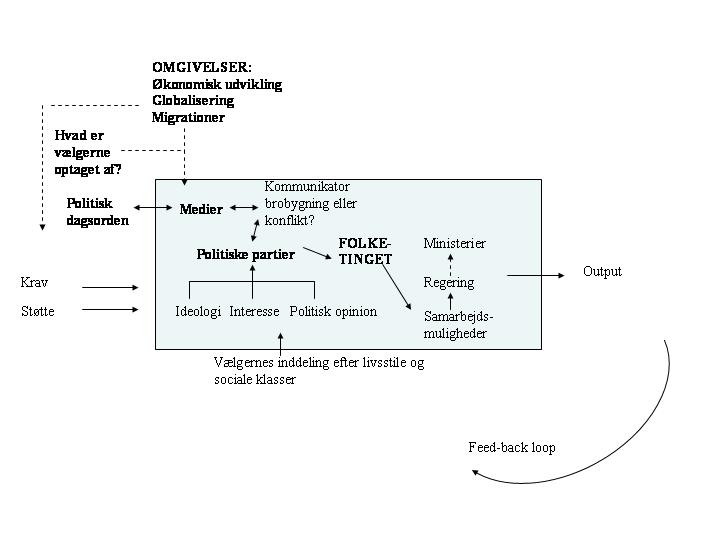 OMGIVELSER:
Økonomisk udvikling
Globalisering
Migrationer
Hvad er
vælgerne
optaget af?
Politisk
dagsorden
Medier
Kommunikator
brobygning eller
konflikt?
Politiske partier
FOLKE-
TINGET
Ministerier
Regering
Samarbejds-
muligheder
Output
Krav
Støtte
Ideologi Interesse Politisk opinion
Vælgernes inddeling efter livsstile og
sociale klasser
Feed-back loop